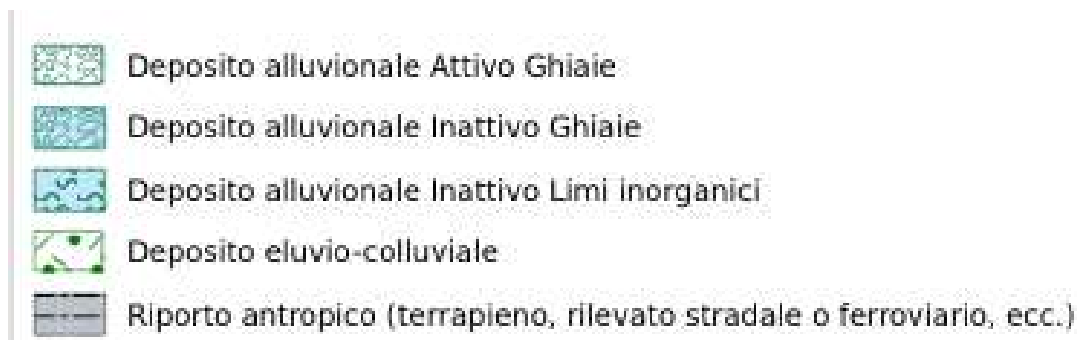 Deposito alluvionale Attivo Ghiaie
Deposito alluvionale Inattivo Ghiaie
Deposito alluvionale Inattivo Limi inorganici
Deposito eluvio-colluviale
Riporto antropico (terrapieno, rilevato stradale o ferroviario, ecc.)